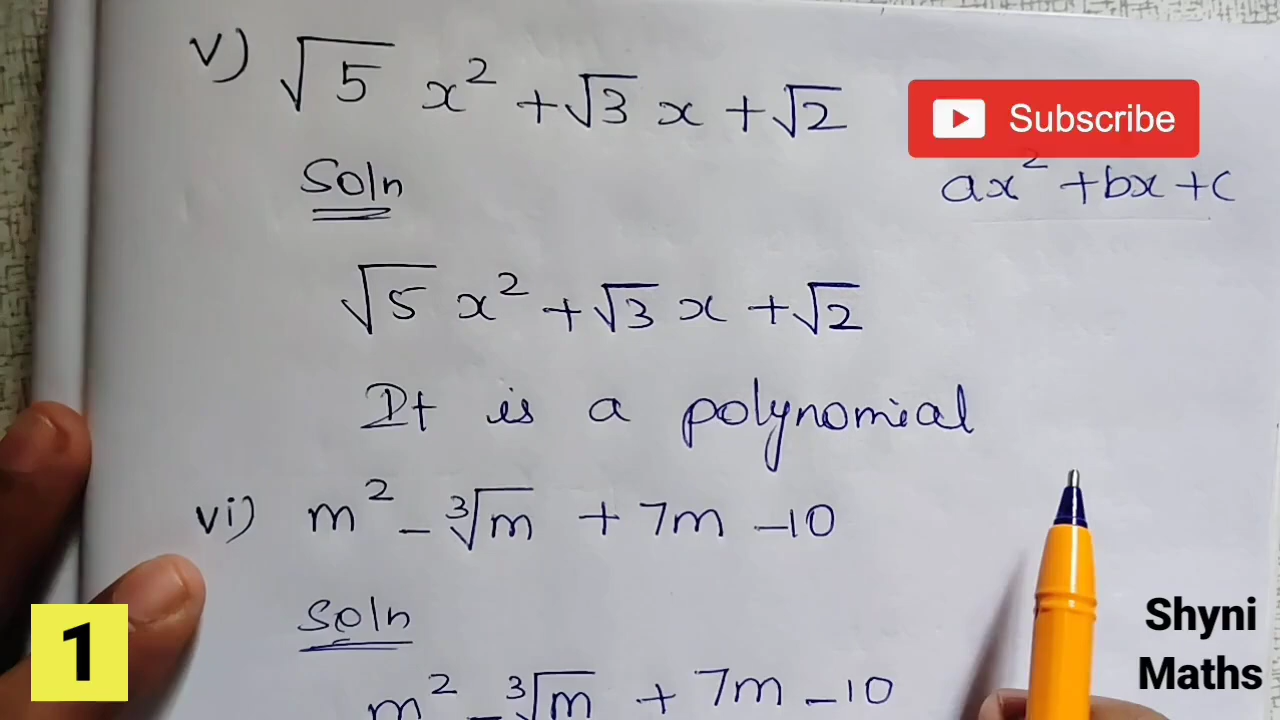 v) √5 x² + √3 x + √2
Subscribe
ax² + bx + c
Soln
√5 x² + √3 x + √2
It is a polynomial
vi) m² - ∛m + 7m - 10
Soln
m² - ∛m + 7m - 10
1
Shyni
Maths